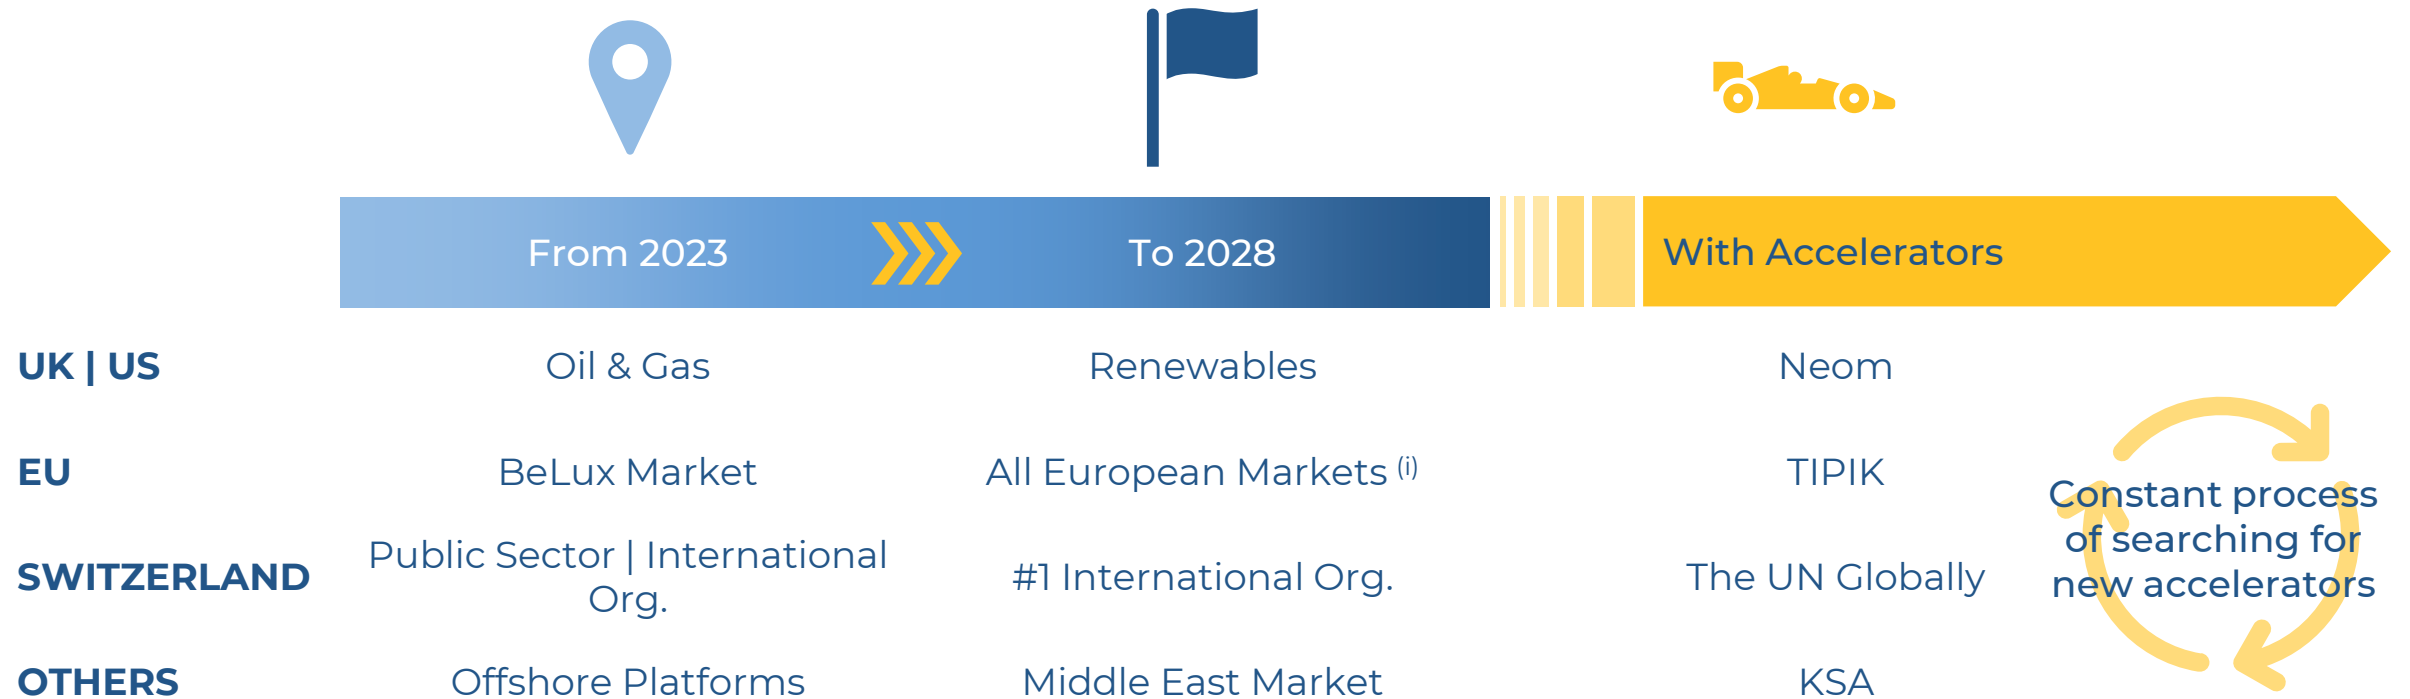 From 2023
To 2028
With Accelerators
UK | US
Oil & Gas
Renewables
Neom
EU
BeLux Market
All European Markets (i)
TIPIK
SWITZERLAND
Public Sector | International
Org.
#1 International Org.
The UN Globally
Constant process
of searching for
new accelerators
OTHERS
Offshore Platforms
Middle East Market
KSA